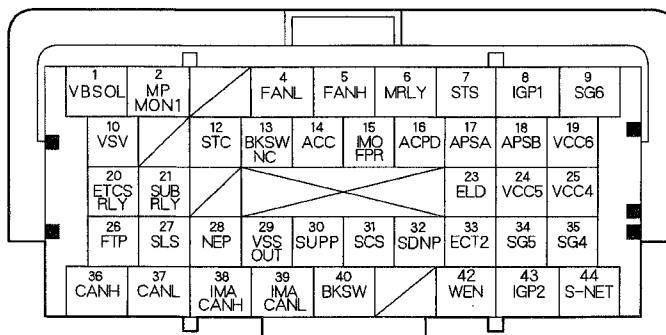 1 2 4 5 6 7 8 9
VBSOL MP MON1 FANL FANH MRLY STS IGP1 SG6
10 12 13 14 15 16 17 18 19
VSV STC BKSW NC ACC IMO FPR ACPD APSA APSB VCC6
20 21 23 24 25
ETCS RLY SUB RLY ELD VCC5 VCC4
26 27 28 29 30 31 32 33 34 35
FTP SLS NEP VSS OUT SUPP SCS SDNP ECT2 SG5 SG4
36 37 38 39 40 42 43 44
CANH CANL IMA CANH IMA CANL BKSW WEN IGP2 S-NET